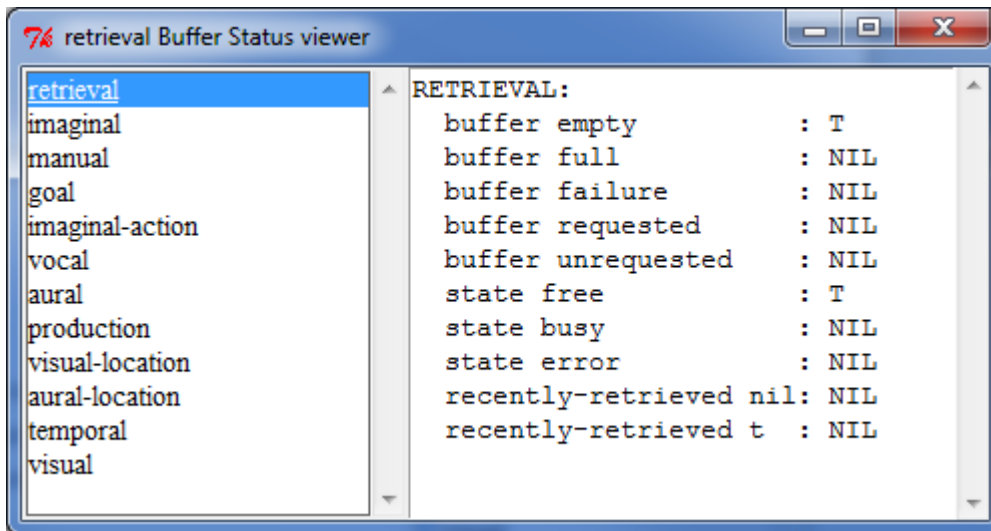 retrieval Buffer Status viewer
retrieval
imaginal
manual
goal
imaginal-action
vocal
aural
production
visual-location
aural-location
temporal
visual
RETRIEVAL:
buffer empty : T
buffer full : NIL
buffer failure : NIL
buffer requested : NIL
buffer unrequested : NIL
state free : T
state busy : NIL
state error : NIL
recently-retrieved nil: NIL
recently-retrieved t : NIL